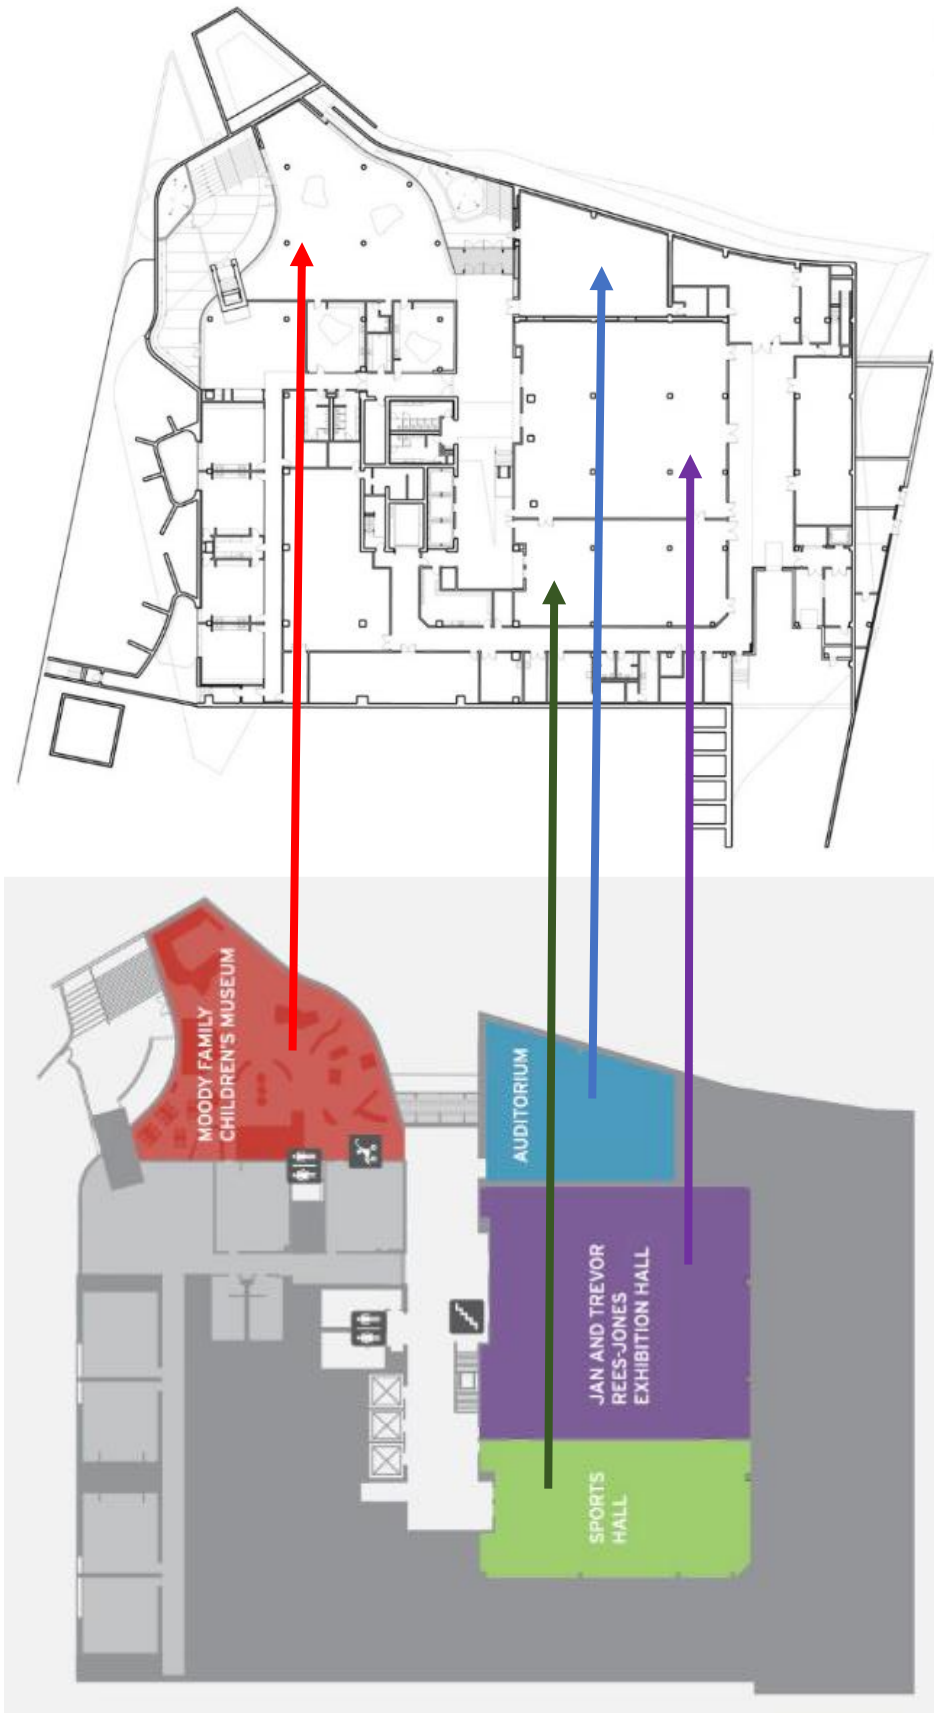 MOODY FAMILY
CHILDREN'S MUSEUM
AUDITORIUM
JAN AND TREVOR
REES-JONES
EXHIBITION HALL
SPORTS
HALL